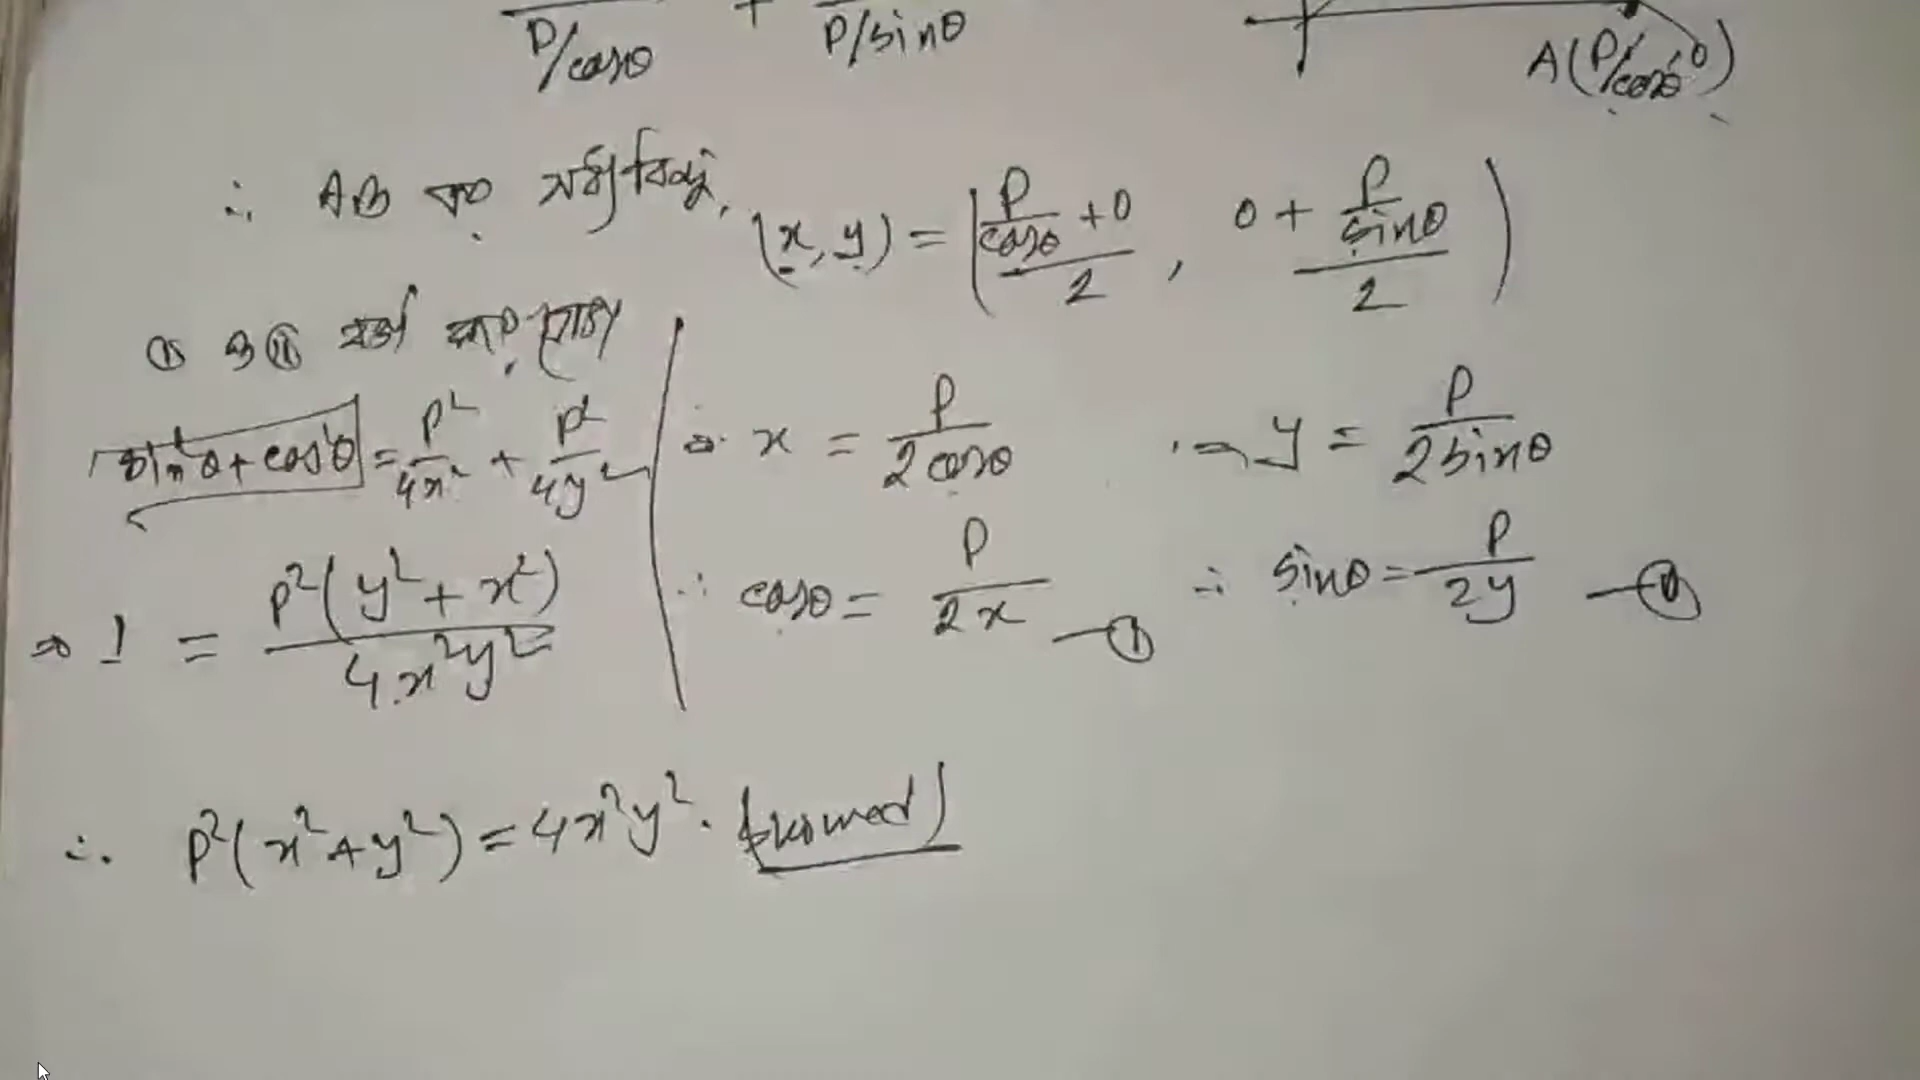 P/cosθ + P/sinθ
A(P/cosθ, 0)
∴ AB এর মধ্যবিন্দু, (x, y) = ((P/cosθ + 0)/2, (0 + P/sinθ)/2)
① ও ② বর্গ করে যোগ
sin²θ + cos²θ = P²/4x² + P²/4y²
⇒ 1 = P²(y² + x²)/4x²y²
∴ P²(x² + y²) = 4x²y².
⇒ x = P/2cosθ
∴ cosθ = P/2x —①
⇒ y = P/2sinθ
∴ sinθ = P/2y —②